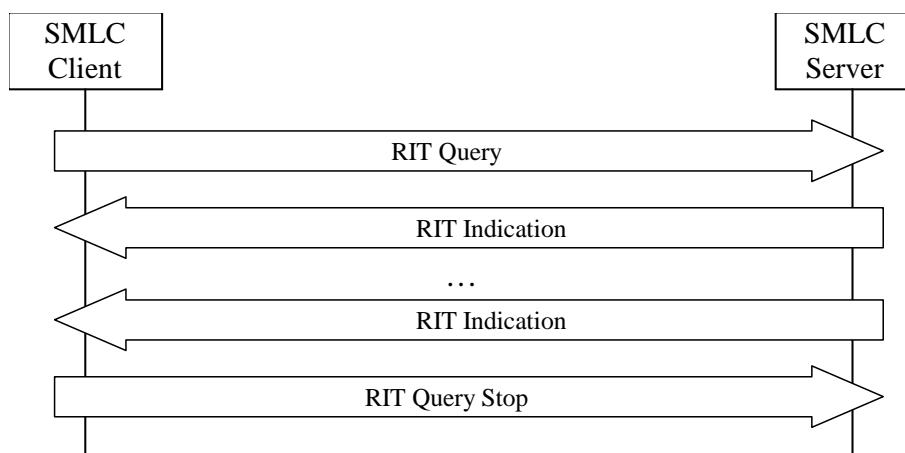 SMLC
Client
SMLC
Server
RIT Query
RIT Indication
...
RIT Indication
RIT Query Stop